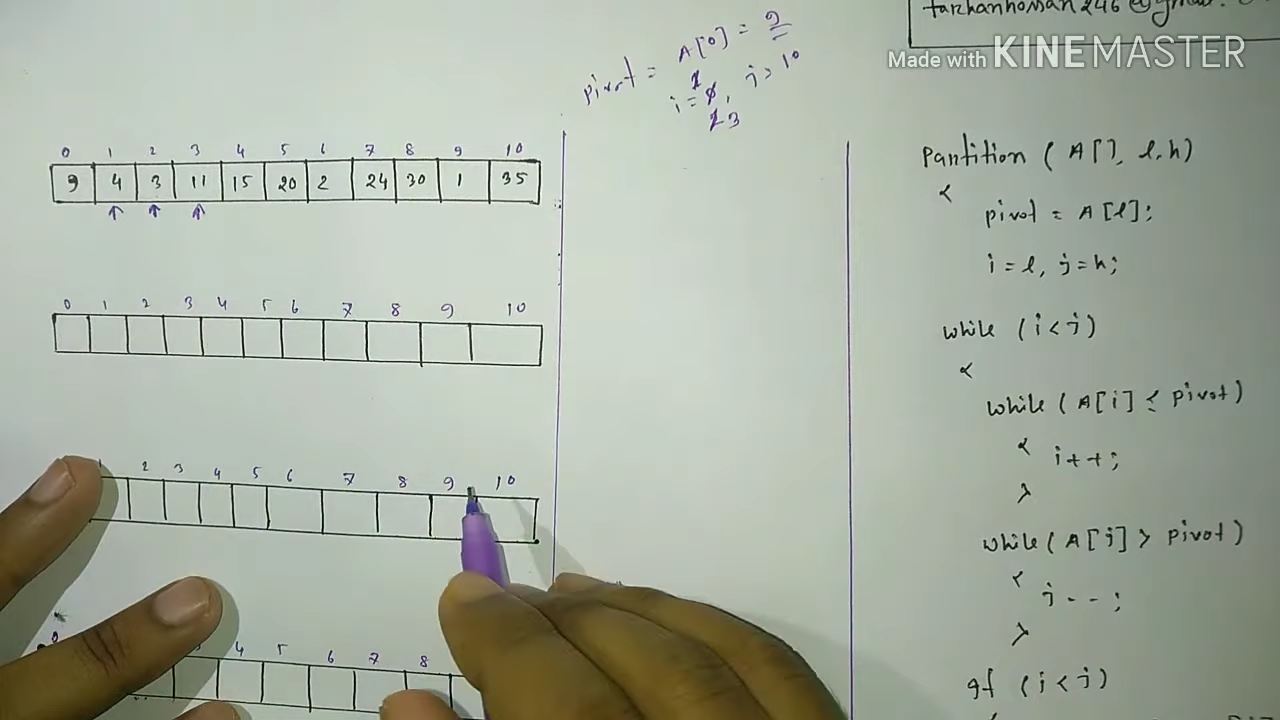 tarhanhossan246@gmail.
Made with KINEMASTER
pivot = A[0] = 9
i = 0, j = 10
1
2 3
0 1 2 3 4 5 6 7 8 9 10
9 4 3 11 15 20 2 24 30 1 35
0 1 2 3 4 5 6 7 8 9 10
2 3 4 5 6 7 8 9 10
0
4 5 6 7 8
Partition (A[], l, h)
{
pivot = A[l];
i = l, j = h;
while (i < j)
{
while (A[i] ≤ pivot)
{ i++;
}
while (A[j] > pivot)
{
j--;
}
if (i < j)
{